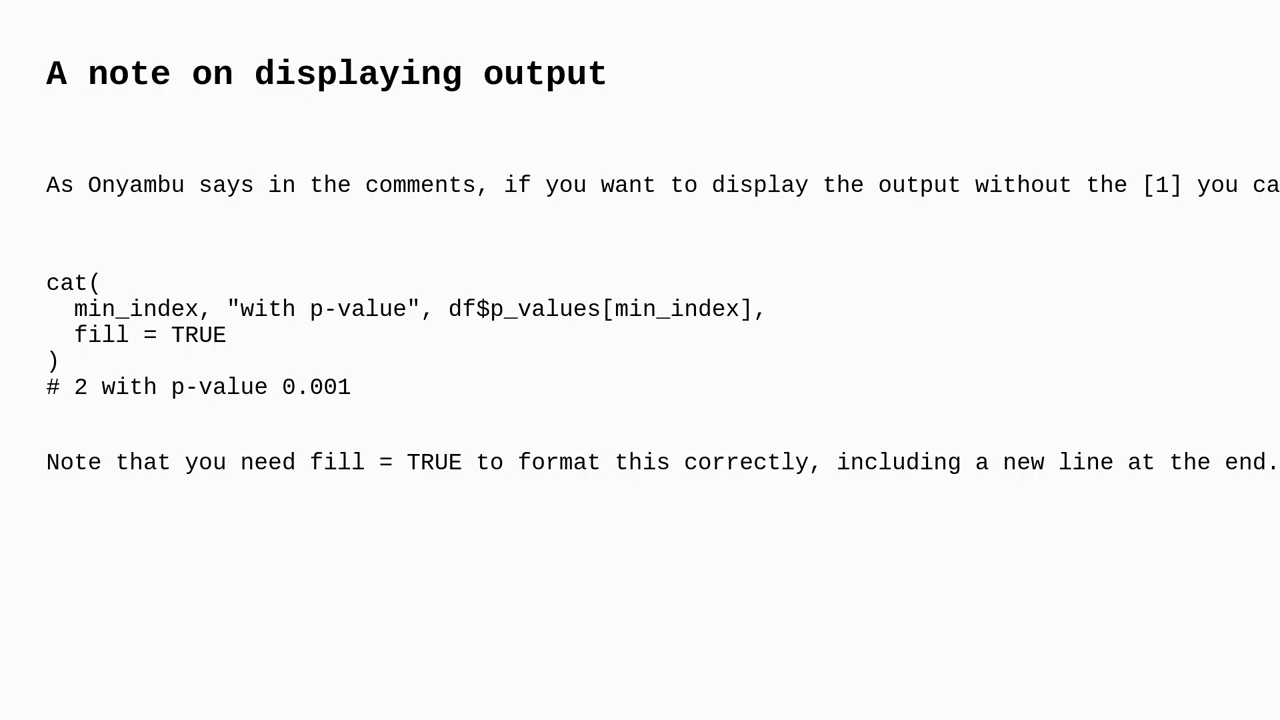 A note on displaying output
As Onyambu says in the comments, if you want to display the output without the [1] you ca
cat(
  min_index, "with p-value", df$p_values[min_index],
  fill = TRUE
)
# 2 with p-value 0.001
Note that you need fill = TRUE to format this correctly, including a new line at the end.